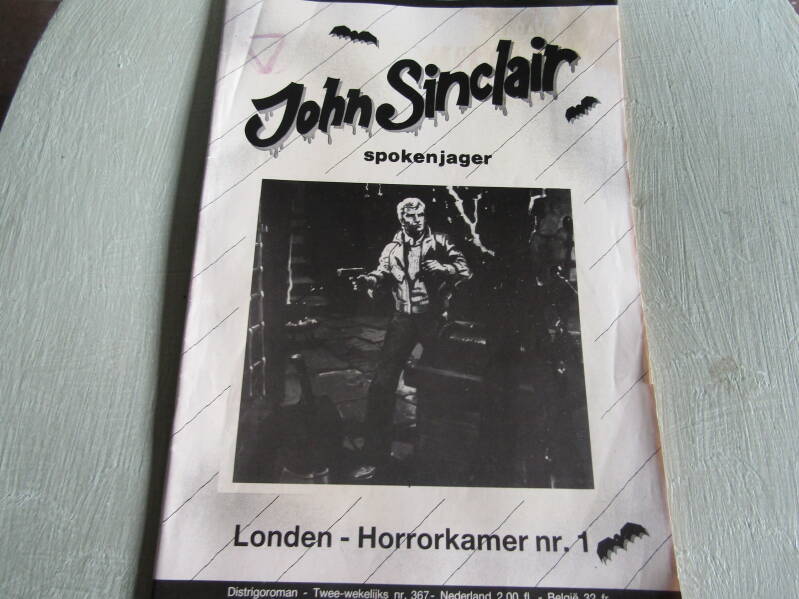 John Sinclair
spokenjager
Londen - Horrorkamer nr. 1
Distrigoroman - Twee-wekelijks nr. 367- Nederland 2,00 fl. - België 32 fr.